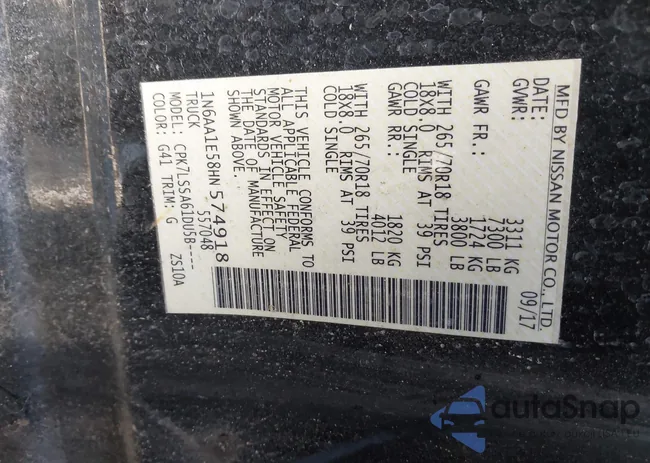 MFD BY NISSAN MOTOR CO., LTD.
DATE: 09/17
GVWR: 3311 KG
7300 LB
GAWR FR.: 1724 KG
3800 LB
WITH 265/70R18 TIRES
18X8.0 RIMS AT 39 PSI
COLD SINGLE
GAWR RR.: 1820 KG
4012 LB
WITH 265/70R18 TIRES
18X8.0 RIMS AT 39 PSI
COLD SINGLE
THIS VEHICLE CONFORMS TO
ALL APPLICABLE FEDERAL
MOTOR VEHICLE SAFETY
STANDARDS IN EFFECT ON
THE DATE OF MANUFACTURE
SHOWN ABOVE.
1N6AA1E58HN574918
TRUCK 557048
MODEL: CPK7LSSA61DU5B----
COLOR: G41 TRIM: G ZS10A
autoSnap